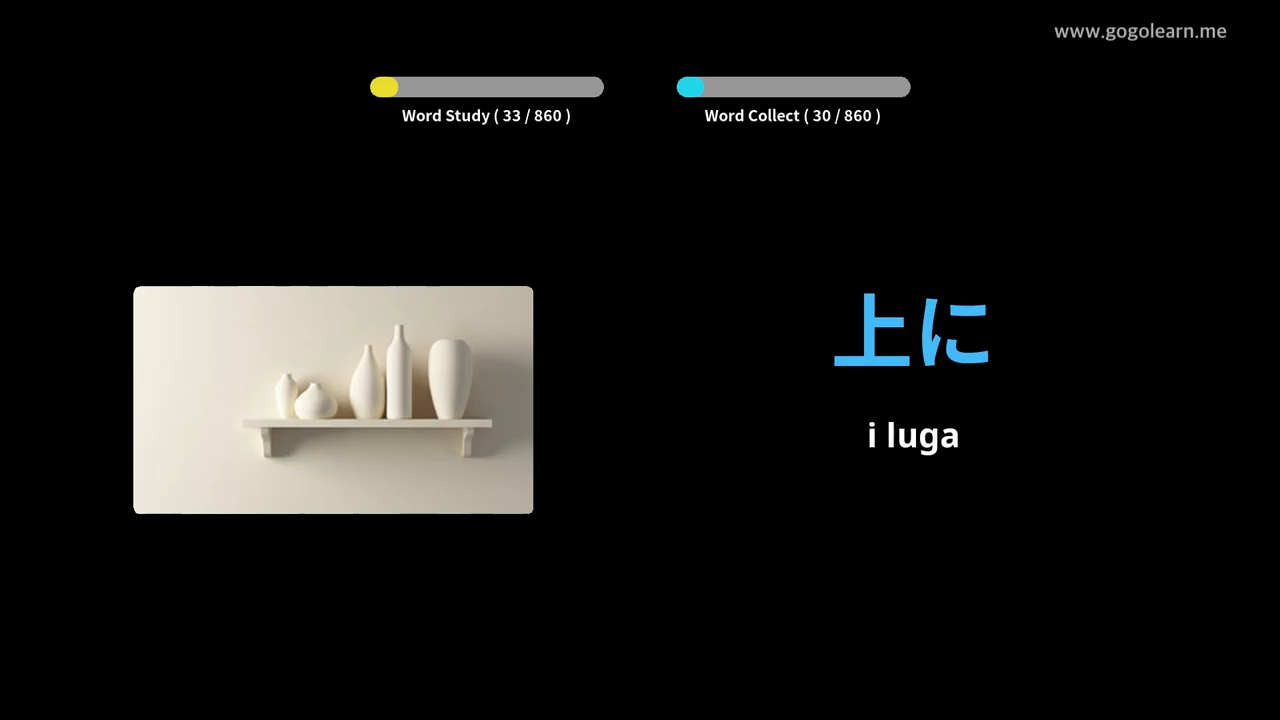 www.gogolearn.me
Word Study ( 33 / 860 )
Word Collect ( 30 / 860 )
上に
i luga